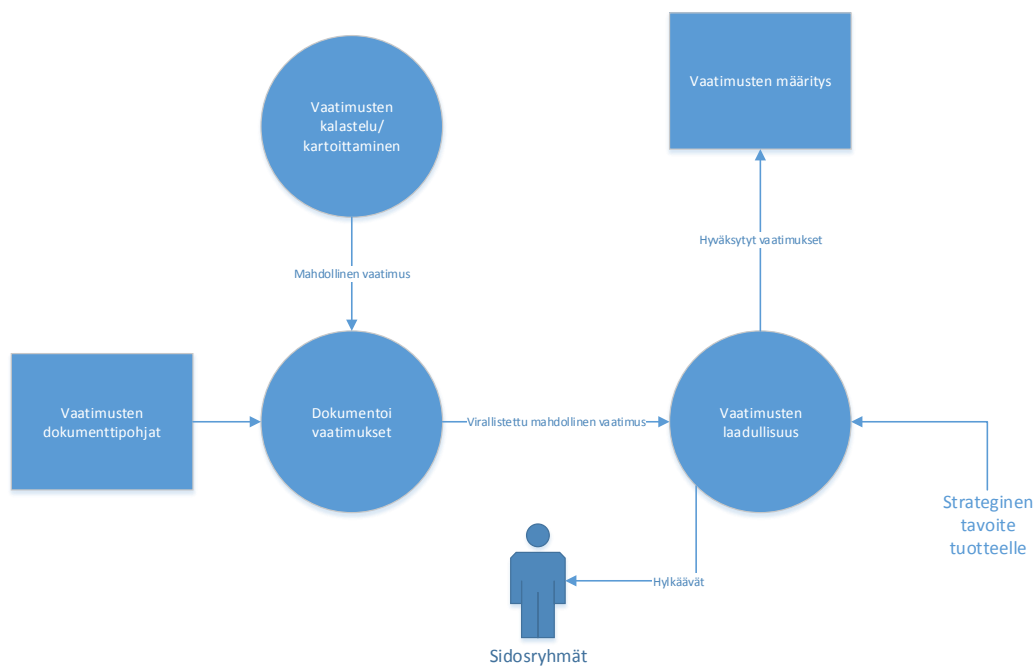 Vaatimusten määritys
Vaatimusten
kalastelu/
kartoittaminen
Hyväksytyt vaatimukset
Mahdollinen vaatimus
Vaatimusten
dokumenttipohjat
Dokumentoi
vaatimukset
Virallistettu mahdollinen vaatimus
Vaatimusten
laadullisuus
Strateginen
tavoite
tuotteelle
Hylkäävät
Sidosryhmät